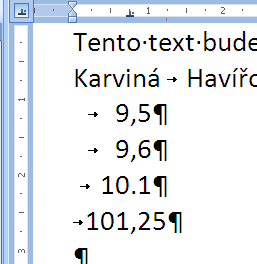 Tento text bude
Karviná → Havířo
→ 9,5¶
→ 9,6¶
→ 10.1¶
→101,25¶
¶